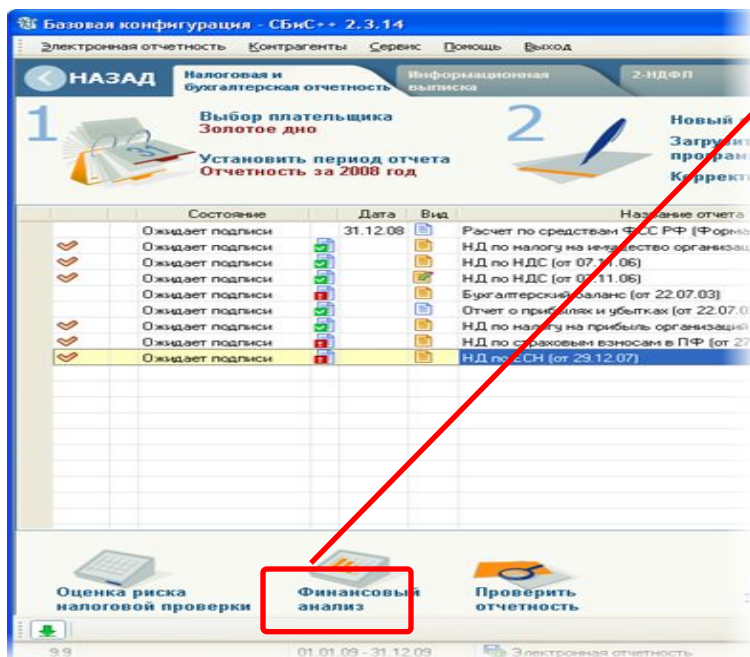 Базовая конфигурация - СБиС++ 2.3.14
Электронная отчетность Контрагенты Сервис Помощь Выход
НАЗАД
Налоговая и
бухгалтерская отчетность
Информационная
выписка
2-НДФЛ
1
Выбор плательщика
Золотое дно
Установить период отчета
Отчетность за 2008 год
2
Новый
Загрузит
програм
Коррект
Состояние Дата Вид Название отчета
Ожидает подписи 31.12.08 Расчет по средствам ФСС РФ (Форма
Ожидает подписи НД по налогу на имущество организац
Ожидает подписи НД по НДС (от 07.11.06)
Ожидает подписи НД по НДС (от 07.11.06)
Ожидает подписи Бухгалтерский баланс (от 22.07.03)
Ожидает подписи Отчет о прибылях и убытках (от 22.07.0
Ожидает подписи НД по налогу на прибыль организаций
Ожидает подписи НД по страховым взносам в ПФ (от 27
Ожидает подписи НД по ЕСН (от 29.12.07)
Оценка риска
налоговой проверки
Финансовый
анализ
Проверить
отчетность
9:9 01.01.09 - 31.12.09 Электронная отчетность